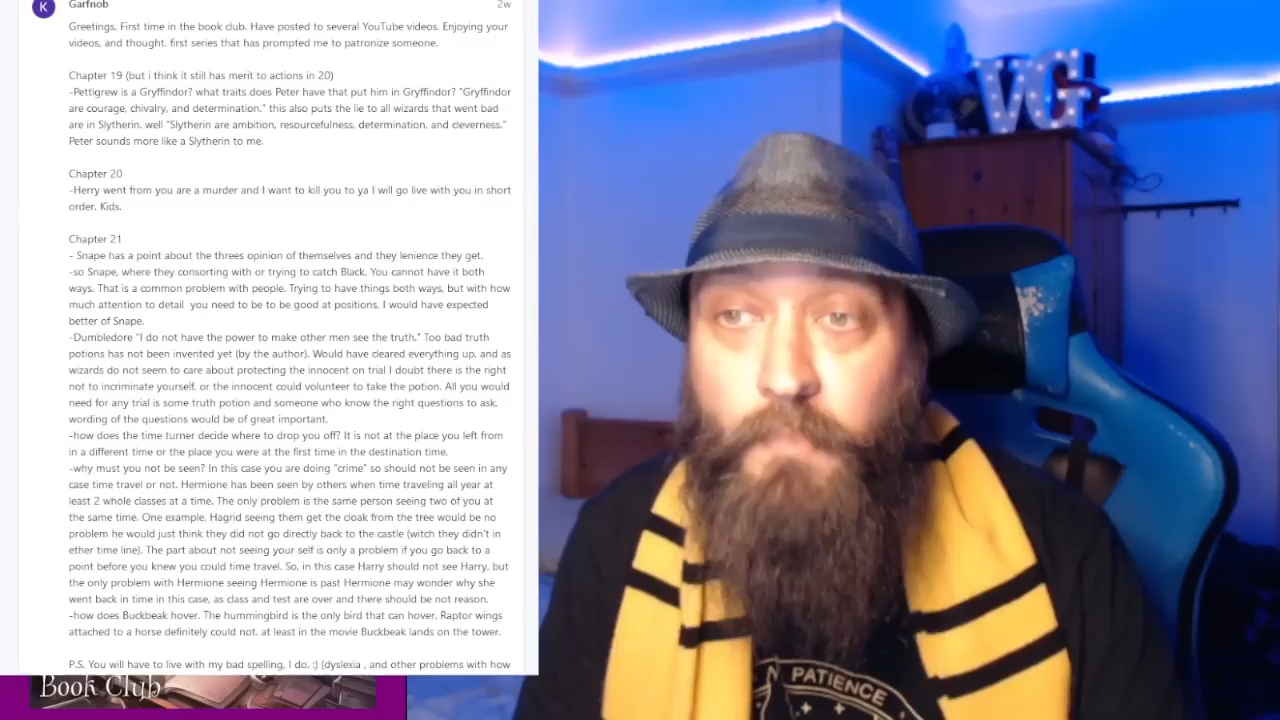 K
Garfnob
2w
Greetings. First time in the book club. Have posted to several YouTube videos. Enjoying your
videos, and thought. first series that has prompted me to patronize someone.
Chapter 19 (but i think it still has merit to actions in 20)
-Pettigrew is a Gryffindor? what traits does Peter have that put him in Gryffindor? "Gryffindor
are courage, chivalry, and determination." this also puts the lie to all wizards that went bad
are in Slytherin. well "Slytherin are ambition, resourcefulness, determination, and cleverness."
Peter sounds more like a Slytherin to me.
Chapter 20
-Herry went from you are a murder and I want to kill you to ya I will go live with you in short
order. Kids.
Chapter 21
- Snape has a point about the threes opinion of themselves and they lenience they get.
-so Snape, where they consorting with or trying to catch Black. You cannot have it both
ways. That is a common problem with people. Trying to have things both ways, but with how
much attention to detail you need to be to be good at positions, I would have expected
better of Snape.
-Dumbledore "I do not have the power to make other men see the truth." Too bad truth
potions has not been invented yet (by the author). Would have cleared everything up, and as
wizards do not seem to care about protecting the innocent on trial I doubt there is the right
not to incriminate yourself, or the innocent could volunteer to take the potion. All you would
need for any trial is some truth potion and someone who know the right questions to ask,
wording of the questions would be of great important.
-how does the time turner decide where to drop you off? It is not at the place you left from
in a different time or the place you were at the first time in the destination time.
-why must you not be seen? In this case you are doing "crime" so should not be seen in any
case time travel or not. Hermione has been seen by others when time traveling all year at
least 2 whole classes at a time. The only problem is the same person seeing two of you at
the same time. One example, Hagrid seeing them get the cloak from the tree would be no
problem he would just think they did not go directly back to the castle (witch they didn't in
ether time line). The part about not seeing your self is only a problem if you go back to a
point before you knew you could time travel. So, in this case Harry should not see Harry, but
the only problem with Hermione seeing Hermione is past Hermione may wonder why she
went back in time in this case, as class and test are over and there should be not reason.
-how does Buckbeak hover. The hummingbird is the only bird that can hover. Raptor wings
attached to a horse definitely could not. at least in the movie Buckbeak lands on the tower.
P.S. You will have to live with my bad spelling, I do. :) (dyslexia , and other problems with how
Book Club
VG
PATIENCE